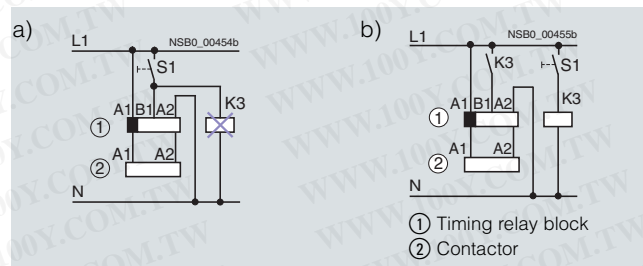 a)
L1
NSB0_00454b
S1
K3
A1 B1 A2
①
A1 A2
②
N
b)
L1
NSB0_00455b
K3
S1
K3
A1 B1 A2
①
A1 A2
②
N
① Timing relay block
② Contactor
WWW.100Y.COM.TW